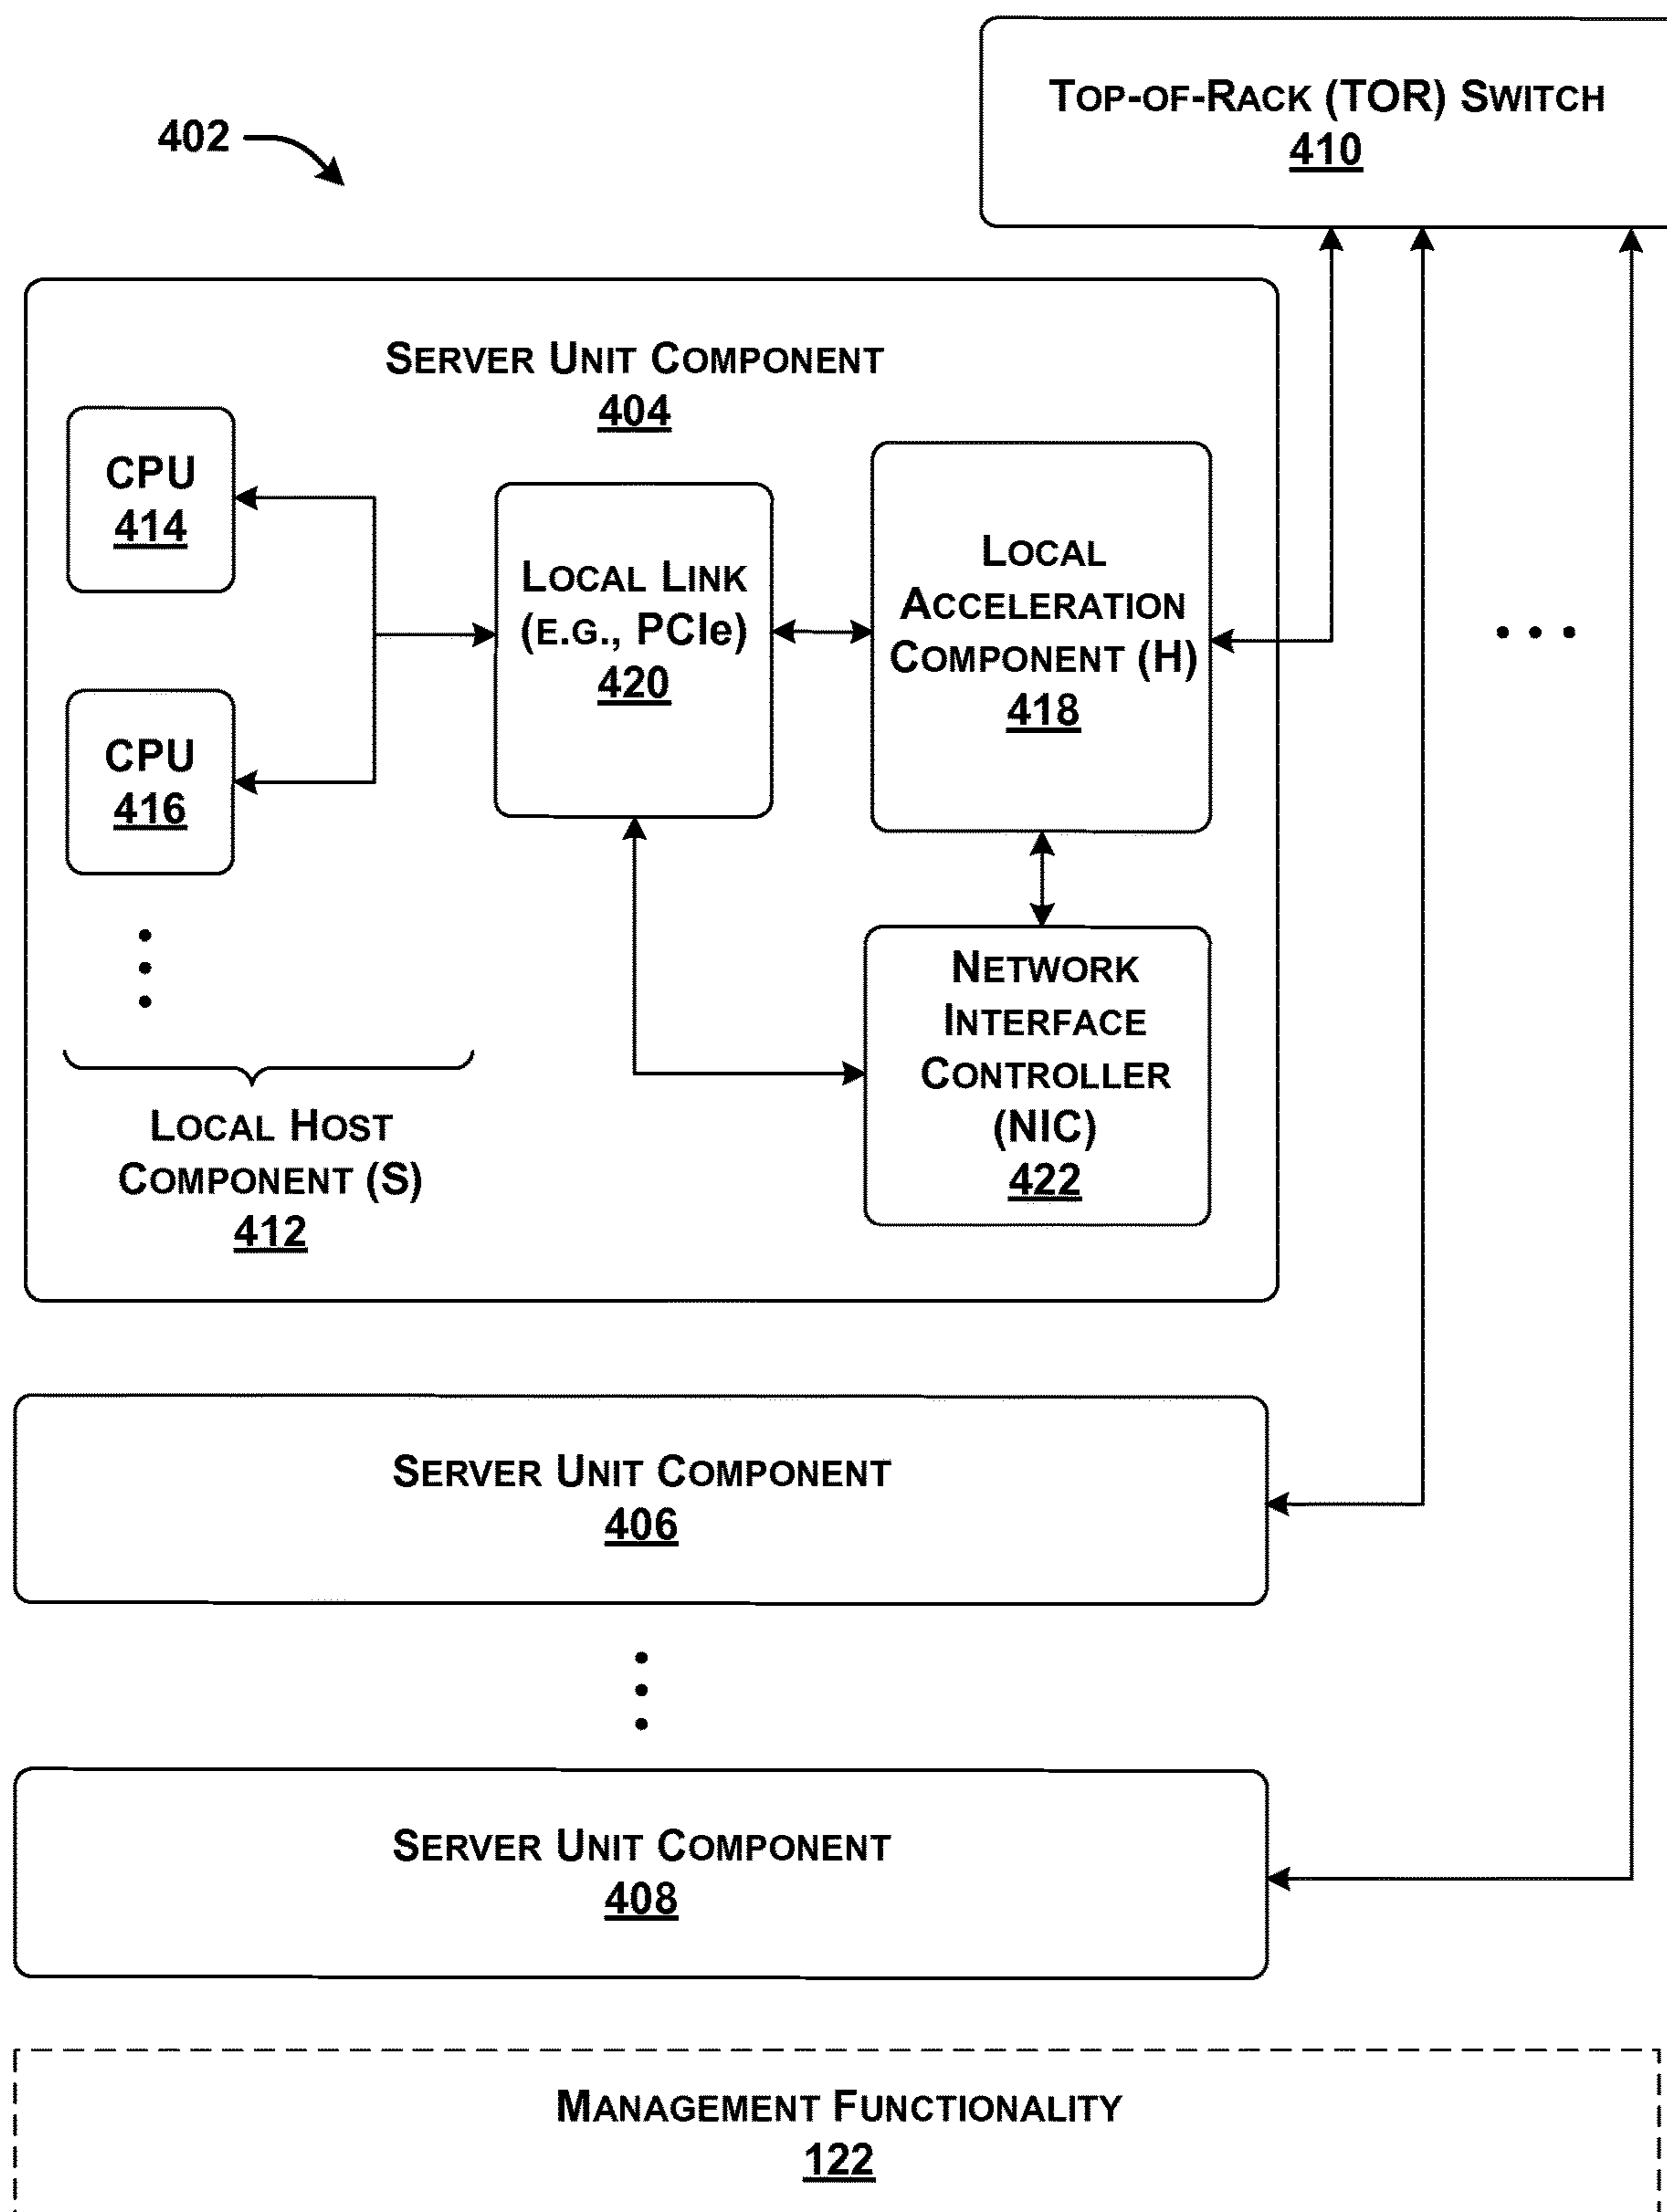 TOP-OF-RACK (TOR) SWITCH
410
402
SERVER UNIT COMPONENT
404
CPU
414
LOCAL LINK
(E.G., PCIe)
420
LOCAL
ACCELERATION
COMPONENT (H)
418
CPU
416
NETWORK
INTERFACE
CONTROLLER
(NIC)
422
LOCAL HOST
COMPONENT (S)
412
SERVER UNIT COMPONENT
406
SERVER UNIT COMPONENT
408
MANAGEMENT FUNCTIONALITY
122